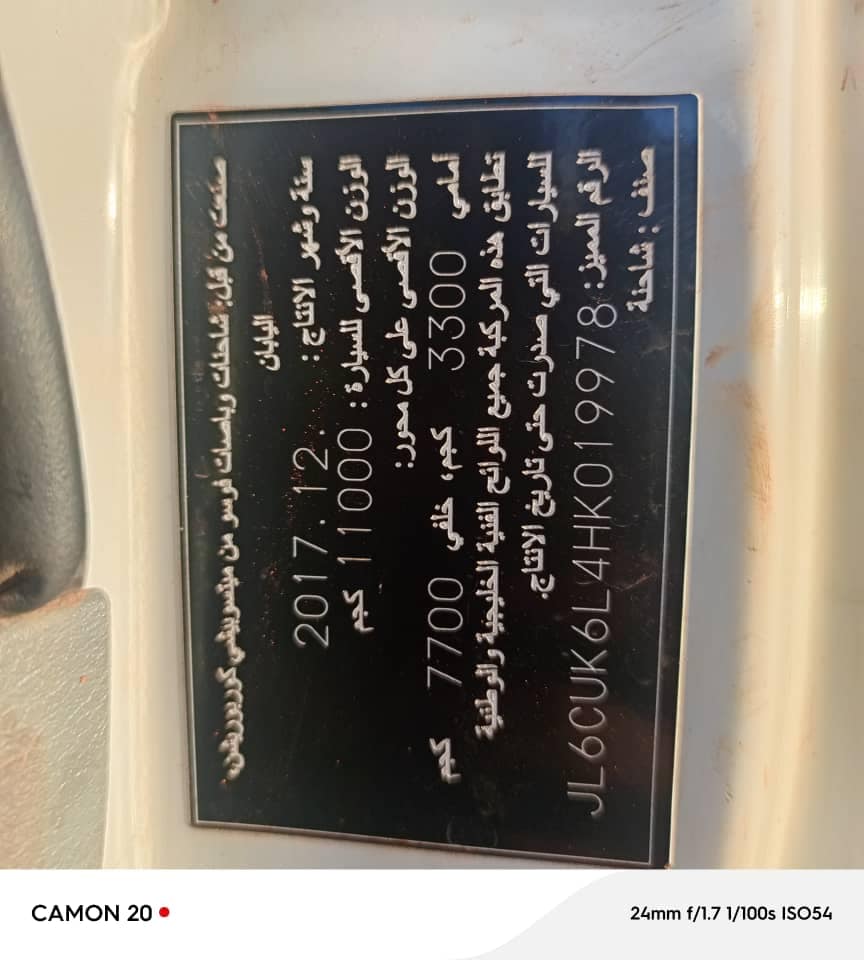 صنعت من قبل: شاحنات وباصات فوسو من ميتسوبيشي كوربوريشن،
اليابان
سنة وشهر الانتاج: 2017.12.
الوزن الأقصى للسيارة: 11000 كجم
الوزن الأقصى على كل محور:
أمامي 3300 كجم، خلفي 7700 كجم
تطابق هذه المركبة جميع اللوائح الفنية الخليجية والوطنية
للسيارات التي صدرت حتى تاريخ الانتاج.
الرقم المميز: JL6CUK6L4HK019978
صنف: شاحنة
CAMON 20
24mm f/1.7 1/100s ISO54